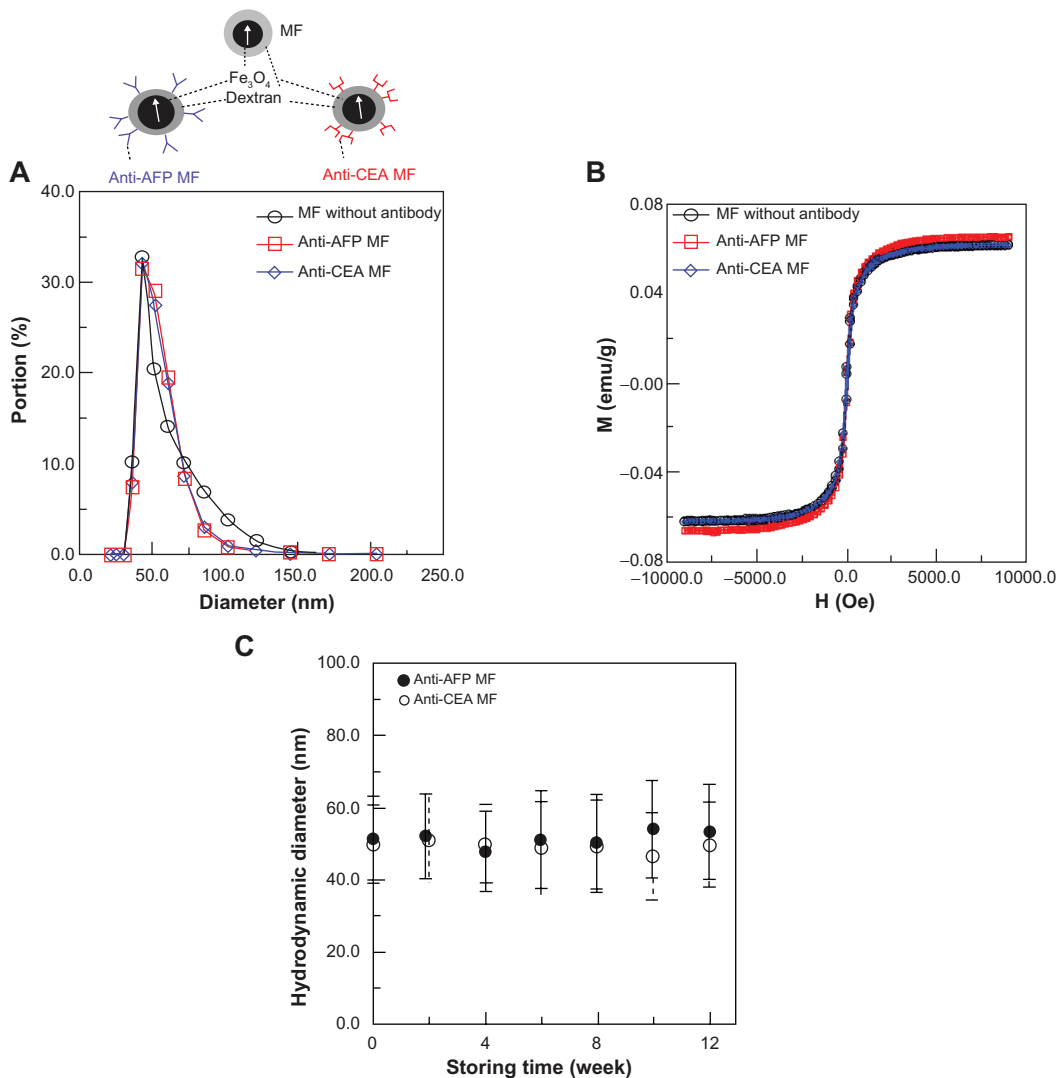 MF
Fe3O4
Dextran
Anti-AFP MF
Anti-CEA MF
A
40.0
30.0
20.0
10.0
0.0
Portion (%)
MF without antibody
Anti-AFP MF
Anti-CEA MF
0.0 50.0 100.0 150.0 200.0 250.0
Diameter (nm)
B
0.08
0.04
−0.00
−0.04
−0.08
M (emu/g)
MF without antibody
Anti-AFP MF
Anti-CEA MF
−10000.0 −5000.0 0.0 5000.0 10000.0
H (Oe)
C
100.0
80.0
60.0
40.0
20.0
0.0
Hydrodynamic diameter (nm)
Anti-AFP MF
Anti-CEA MF
0 4 8 12
Storing time (week)